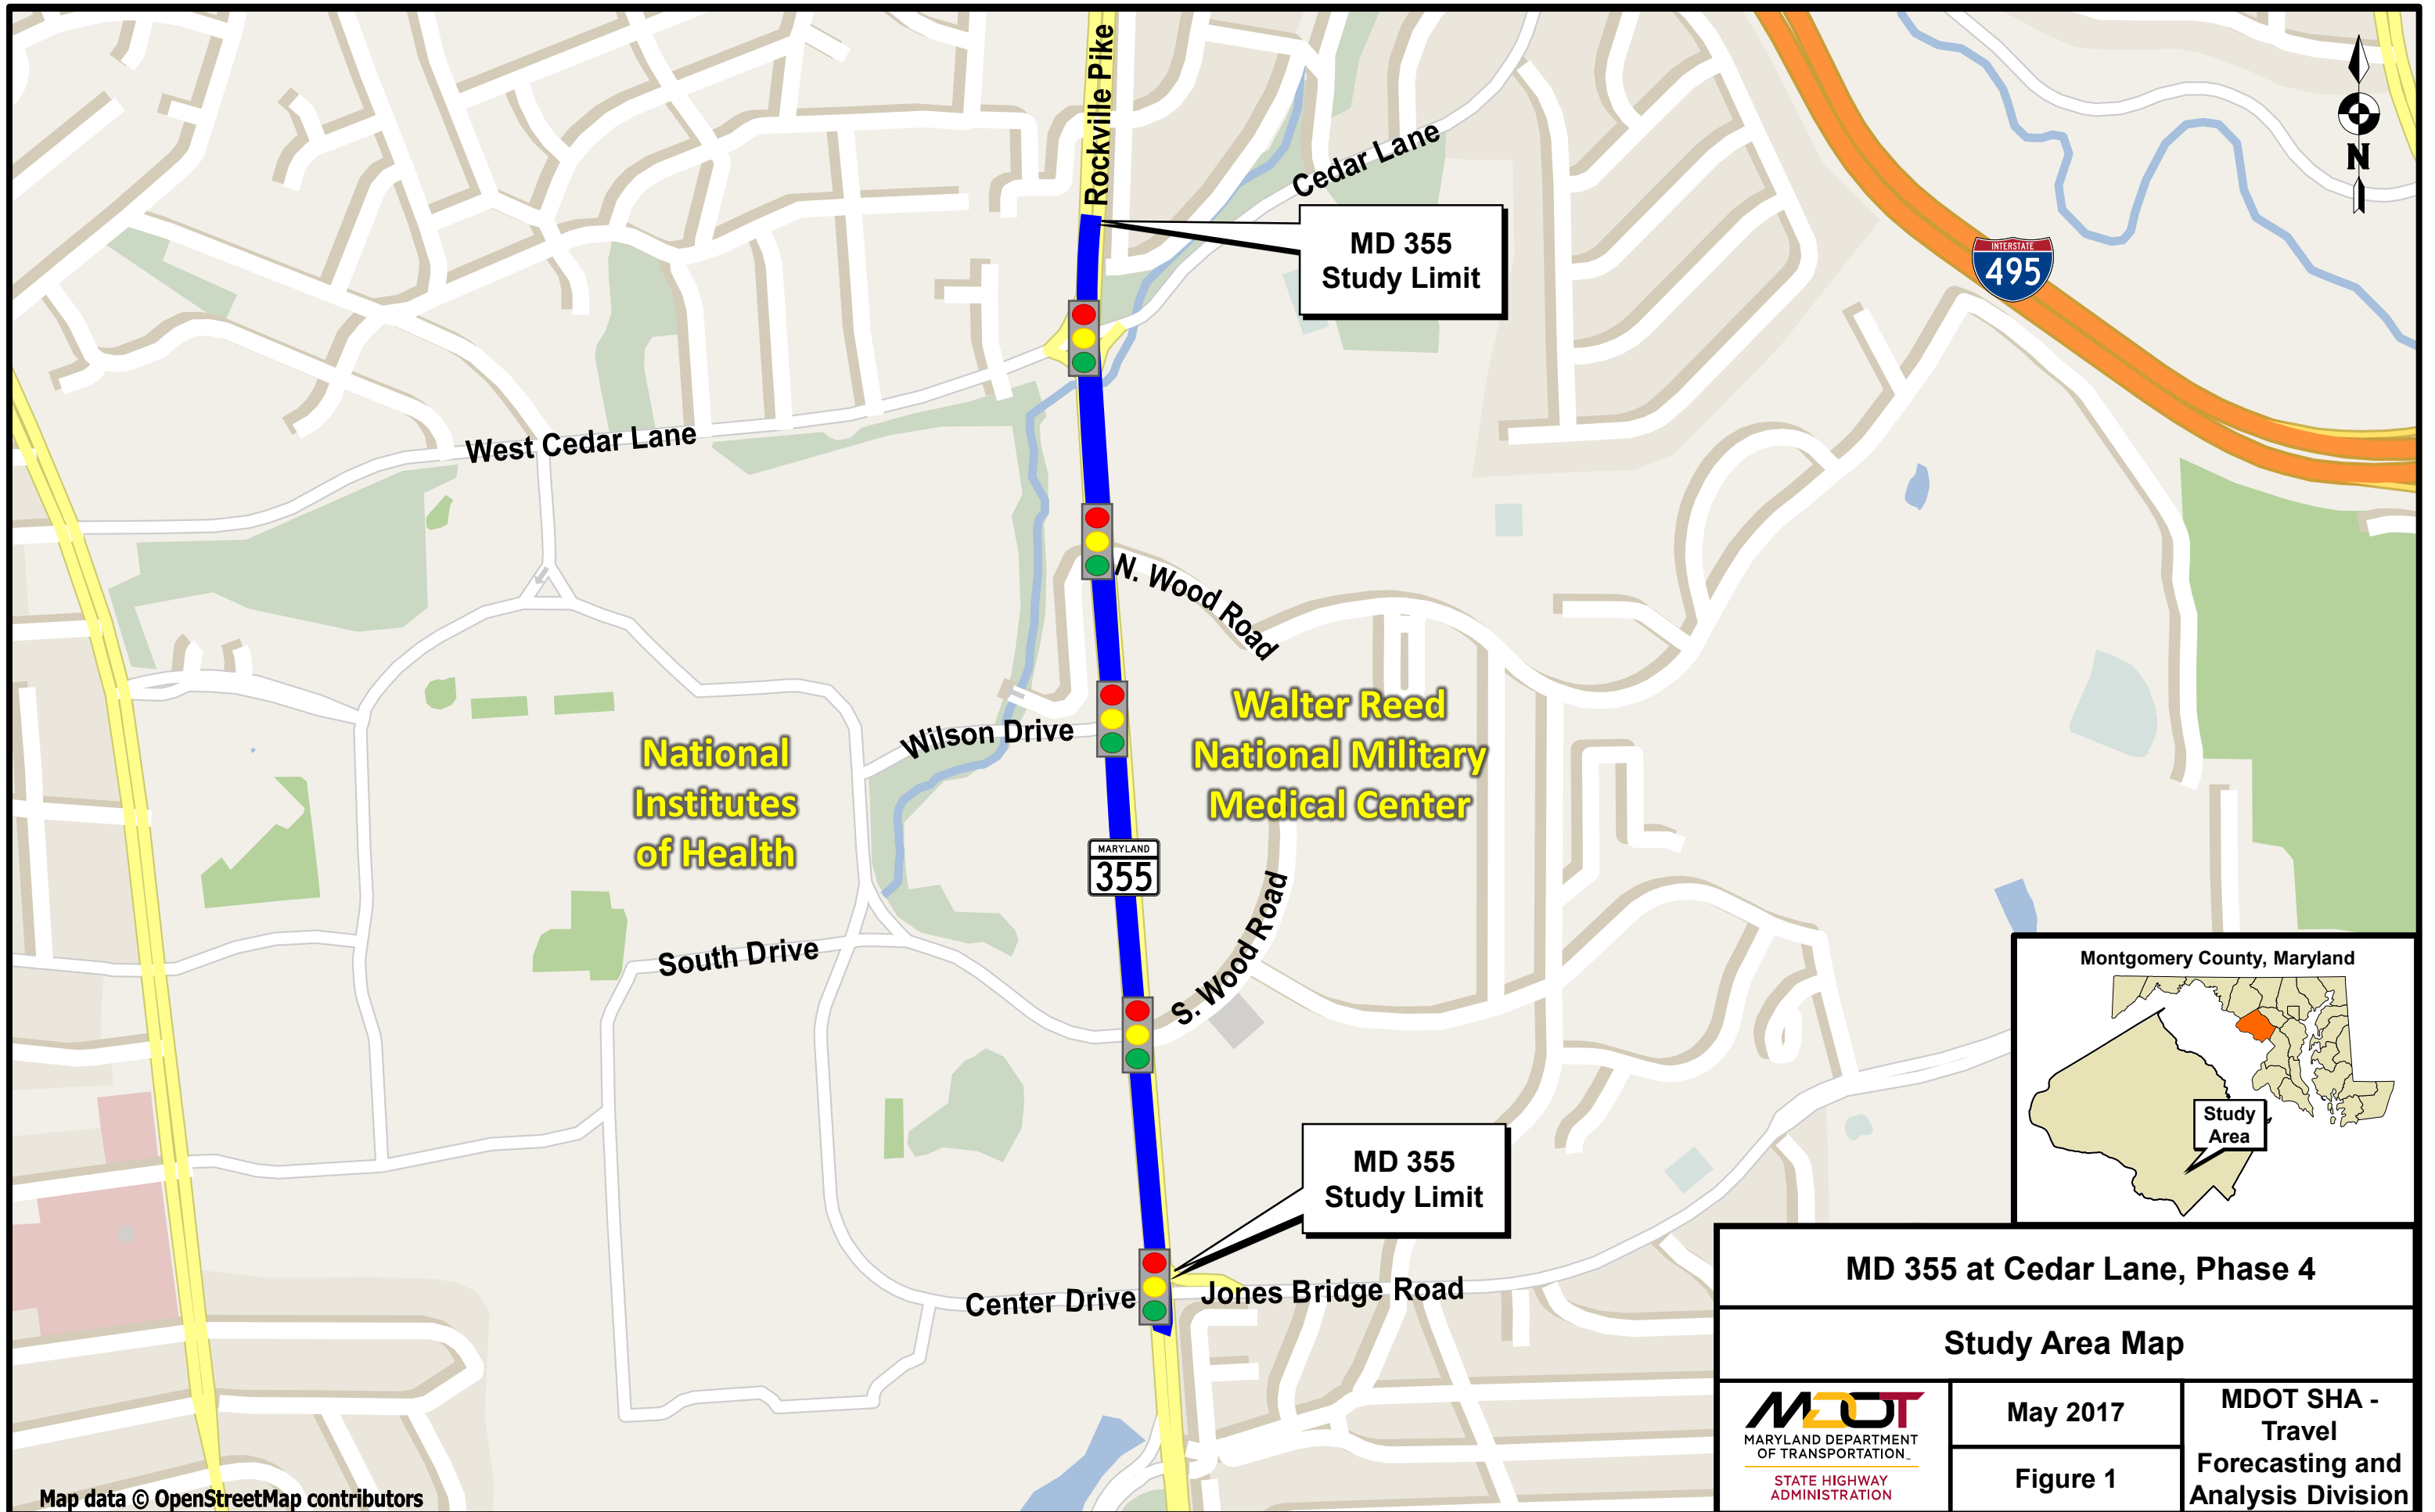 Rockville Pike
Cedar Lane
MD 355
Study Limit
INTERSTATE
495
N
West Cedar Lane
N. Wood Road
Wilson Drive
National
Institutes
of Health
Walter Reed
National Military
Medical Center
MARYLAND
355
South Drive
S. Wood Road
MD 355
Study Limit
Center Drive
Jones Bridge Road
Montgomery County, Maryland
Study
Area
MD 355 at Cedar Lane, Phase 4
Study Area Map
MDOT
MARYLAND DEPARTMENT
OF TRANSPORTATION™
STATE HIGHWAY
ADMINISTRATION
May 2017
Figure 1
MDOT SHA -
Travel
Forecasting and
Analysis Division
Map data © OpenStreetMap contributors